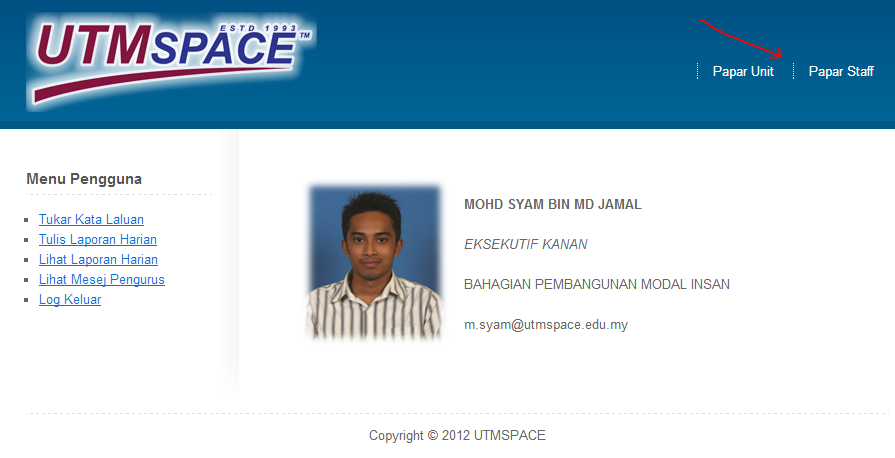 ESTD 1993
UTMSPACE™
Papar Unit
Papar Staff
Menu Pengguna
Tukar Kata Laluan
Tulis Laporan Harian
Lihat Laporan Harian
Lihat Mesej Pengurus
Log Keluar
MOHD SYAM BIN MD JAMAL
EKSEKUTIF KANAN
BAHAGIAN PEMBANGUNAN MODAL INSAN
m.syam@utmspace.edu.my
Copyright © 2012 UTMSPACE